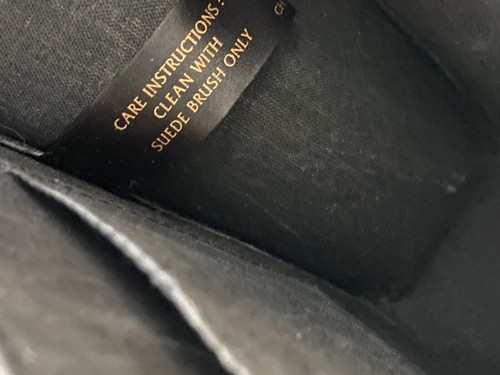 CARE INSTRUCTIONS :
CLEAN WITH
SUEDE BRUSH ONLY